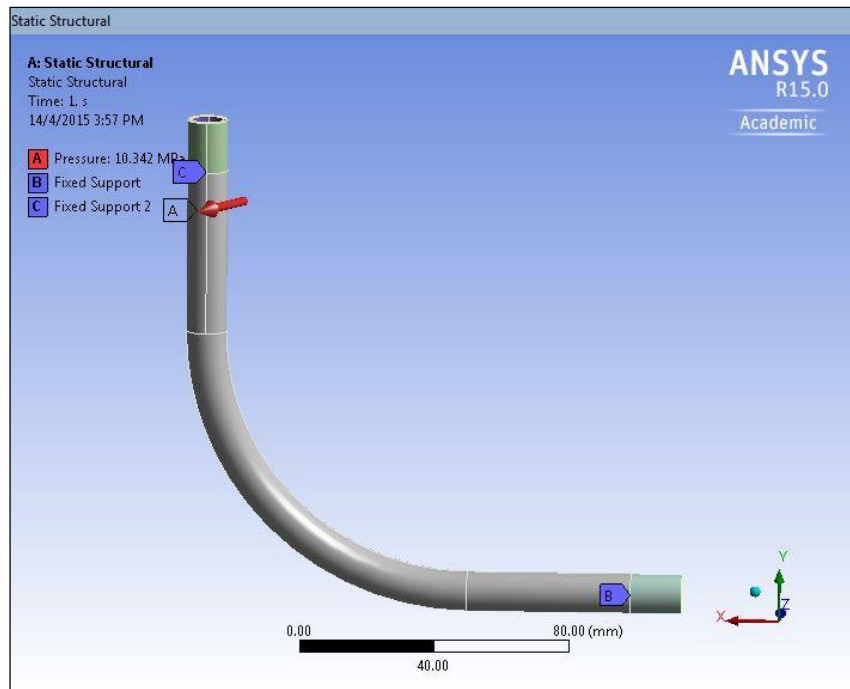 Static Structural
A: Static Structural
Static Structural
Time: 1. s
14/4/2015 3:57 PM
A Pressure: 10.342 MPa
B Fixed Support
C Fixed Support 2
ANSYS
R15.0
Academic
C
A
B
0.00 80.00 (mm)
40.00
Y
X
Z